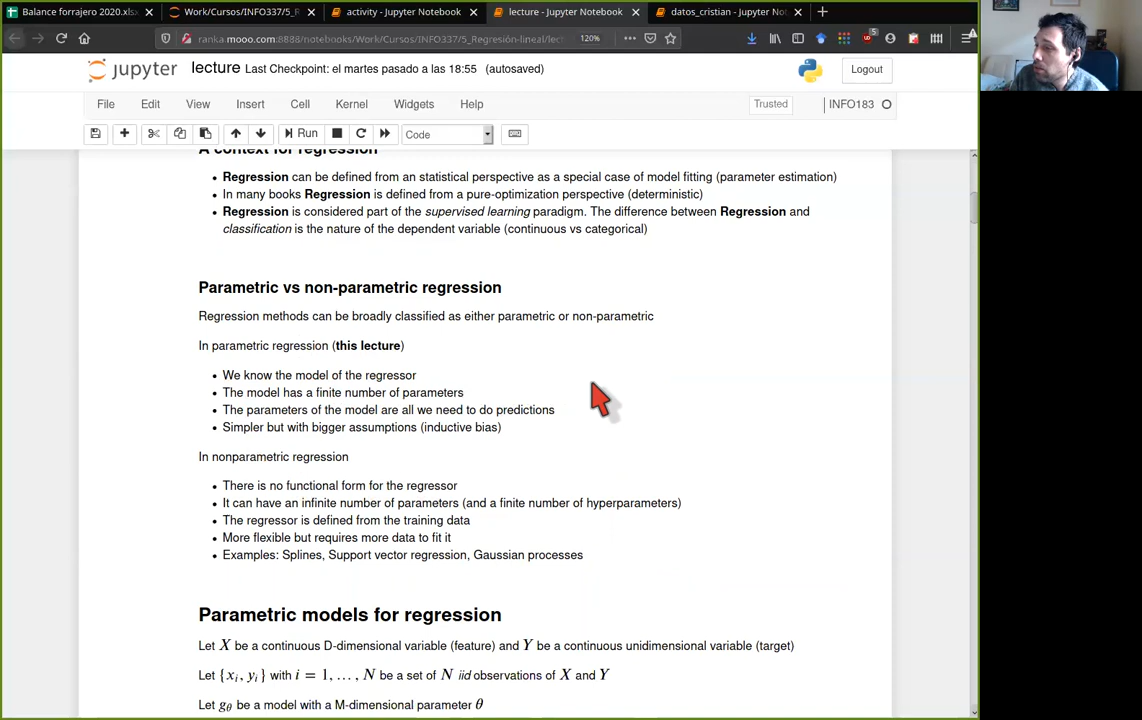 Balance forrajero 2020.xls
Work/Cursos/INFO337/5_R
activity - Jupyter Notebook
lecture - Jupyter Notebook
datos_cristian - Jupyter No
ranka.mooo.com:8888/notebooks/Work/Cursos/INFO337/5_Regresión-lineal/lec
120%
5
jupyter lecture Last Checkpoint: el martes pasado a las 18:55 (autosaved)
Logout
File Edit View Insert Cell Kernel Widgets Help
Trusted
INFO183
Run
Code
A context for regression
• Regression can be defined from an statistical perspective as a special case of model fitting (parameter estimation)
• In many books Regression is defined from a pure-optimization perspective (deterministic)
• Regression is considered part of the supervised learning paradigm. The difference between Regression and
classification is the nature of the dependent variable (continuous vs categorical)
Parametric vs non-parametric regression
Regression methods can be broadly classified as either parametric or non-parametric
In parametric regression (this lecture)
• We know the model of the regressor
• The model has a finite number of parameters
• The parameters of the model are all we need to do predictions
• Simpler but with bigger assumptions (inductive bias)
In nonparametric regression
• There is no functional form for the regressor
• It can have an infinite number of parameters (and a finite number of hyperparameters)
• The regressor is defined from the training data
• More flexible but requires more data to fit it
• Examples: Splines, Support vector regression, Gaussian processes
Parametric models for regression
Let X be a continuous D-dimensional variable (feature) and Y be a continuous unidimensional variable (target)
Let {xᵢ, yᵢ} with i = 1, … , N be a set of N iid observations of X and Y
Let g_θ be a model with a M-dimensional parameter θ